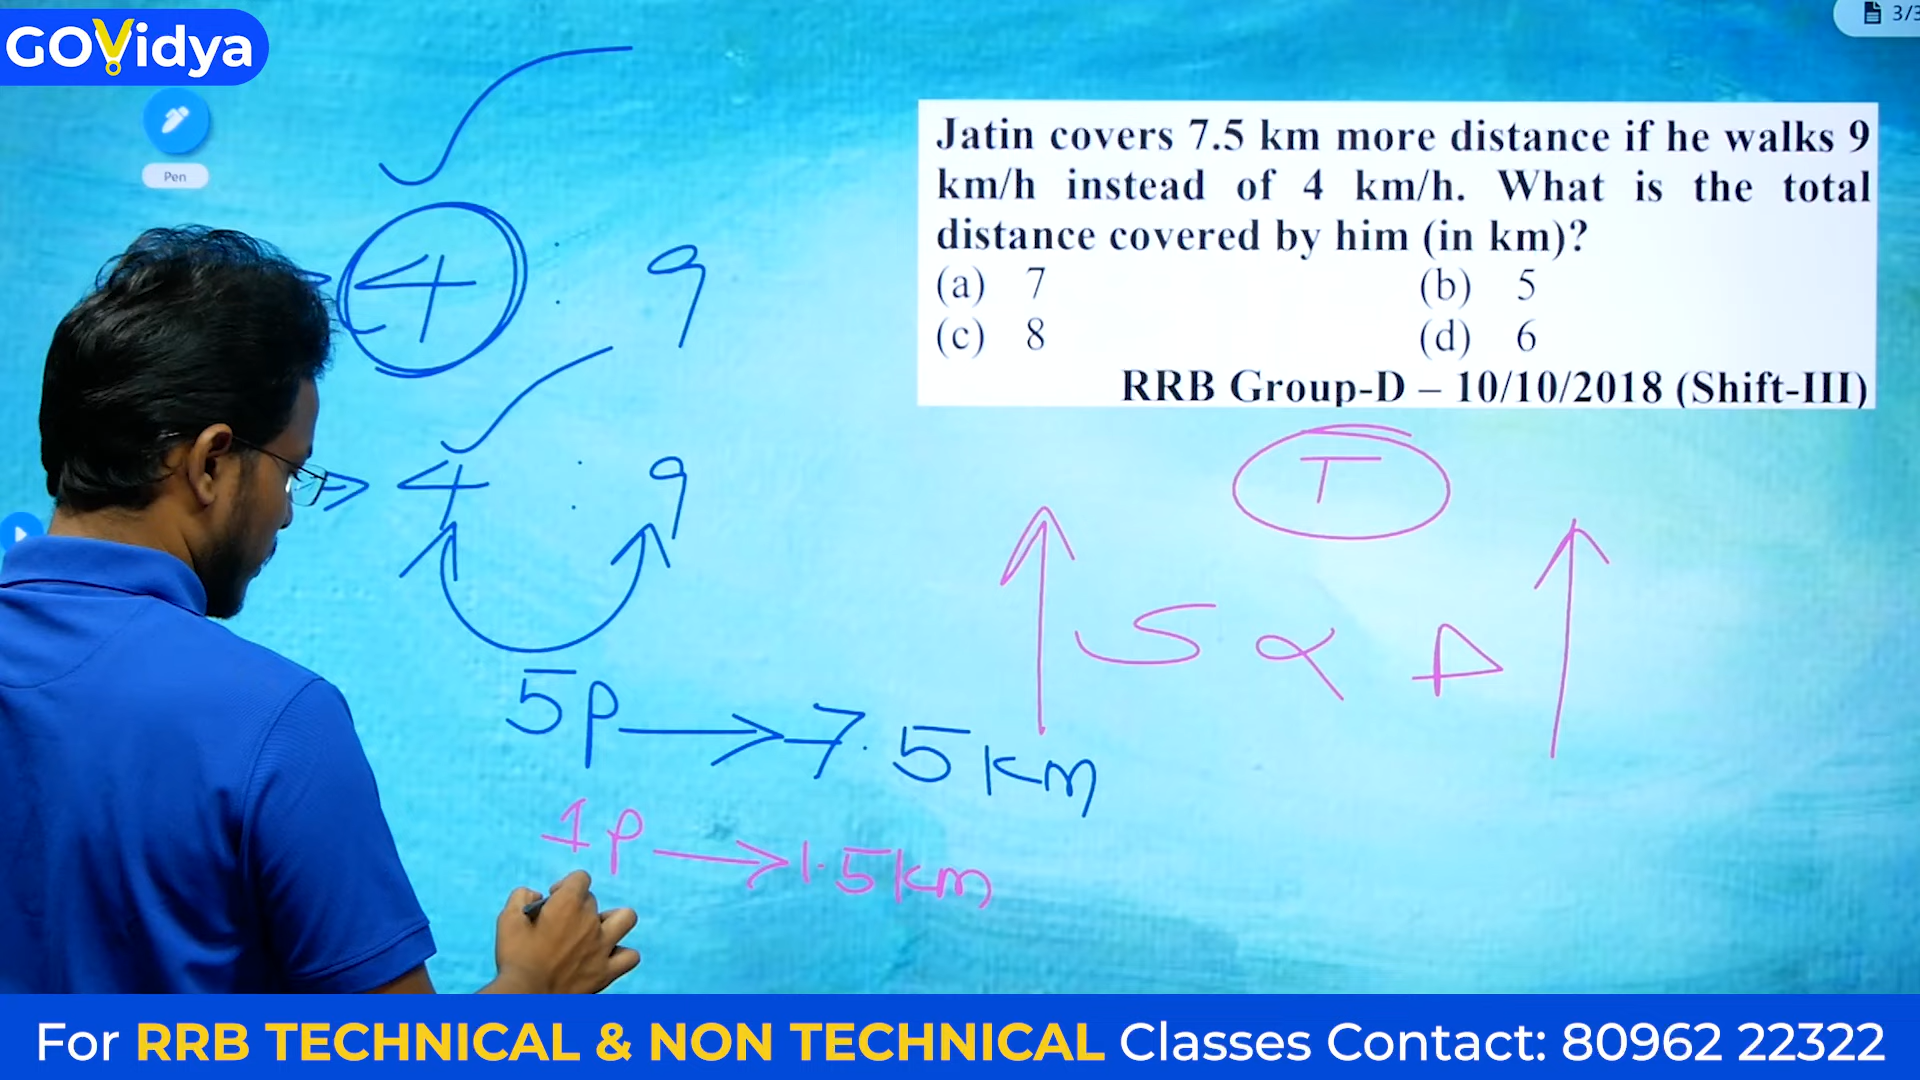 GOVidya
3/3
Pen
Jatin covers 7.5 km more distance if he walks 9
km/h instead of 4 km/h. What is the total
distance covered by him (in km)?
(a) 7 (b) 5
(c) 8 (d) 6
RRB Group-D – 10/10/2018 (Shift-III)
4 : 9
4 : 9
T
S ∝ D
5P → 7.5 km
1P → 1.5 km
For RRB TECHNICAL & NON TECHNICAL Classes Contact: 80962 22322